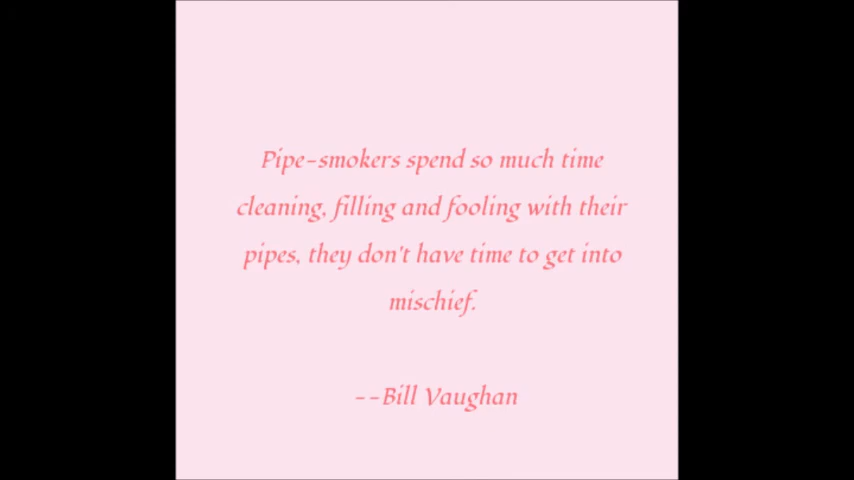 Pipe-smokers spend so much time
cleaning, filling and fooling with their
pipes, they don't have time to get into
mischief.
--Bill Vaughan